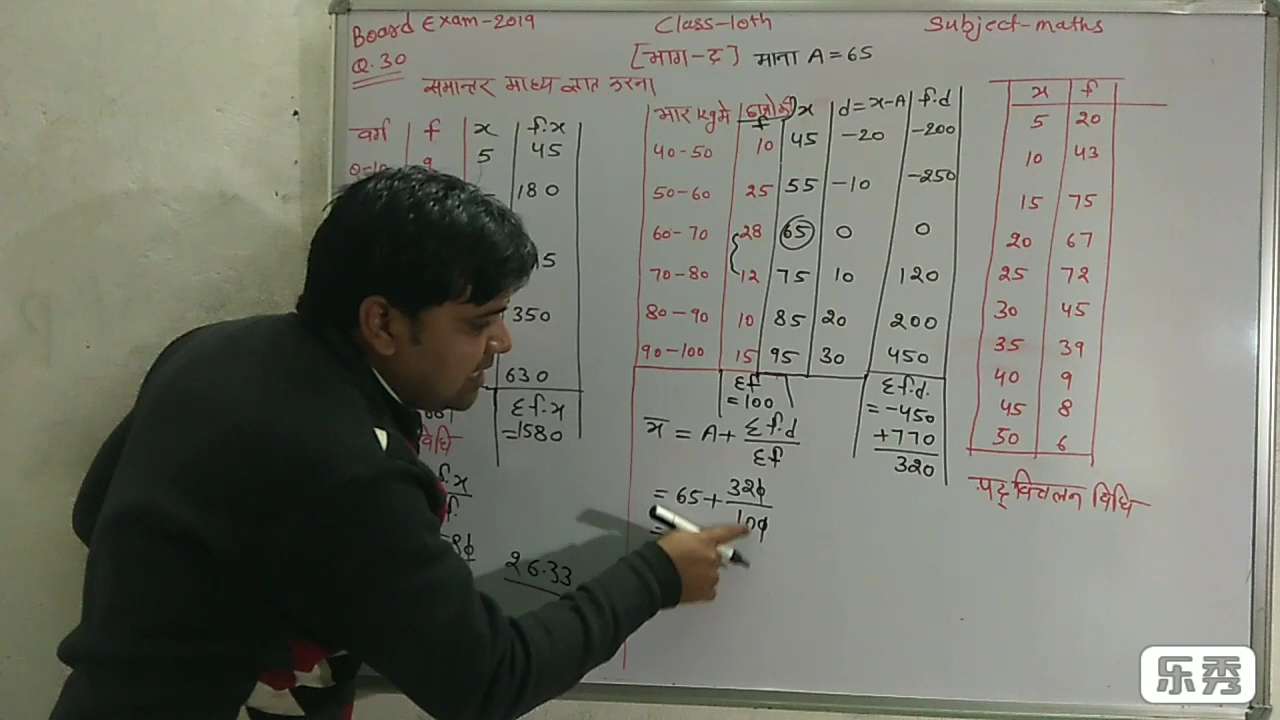 Board Exam-2019 Class-10th Subject-maths
Q.30 [भाग-द] माना A=65
समान्तर माध्य ज्ञात करना
वर्ग f x f.x
0-10 9 5 45
180
350
630
Σf.x
=1580
विधि
26.33
भार kgमे f x d=x-A f.d
40-50 10 45 -20 -200
50-60 25 55 -10 -250
60-70 28 65 0 0
70-80 12 75 10 120
80-90 10 85 20 200
90-100 15 95 30 450
Σf Σf.d.
=100 =-450
+770
320
x̄ = A+ Σf.d
Σf
= 65+ 320
100
=
x f
5 20
10 43
15 75
20 67
25 72
30 45
35 39
40 9
45 8
50 6
पद विचलन विधि
乐秀